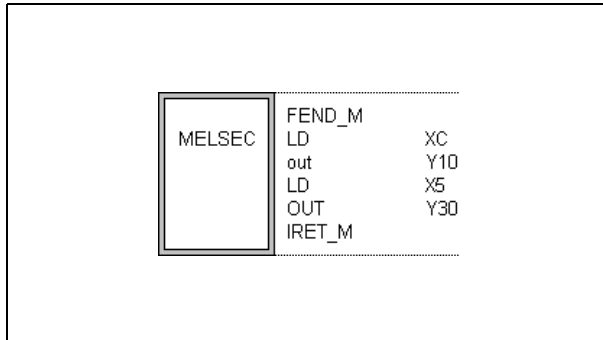 MELSEC
FEND_M
LD XC
out Y10
LD X5
OUT Y30
IRET_M